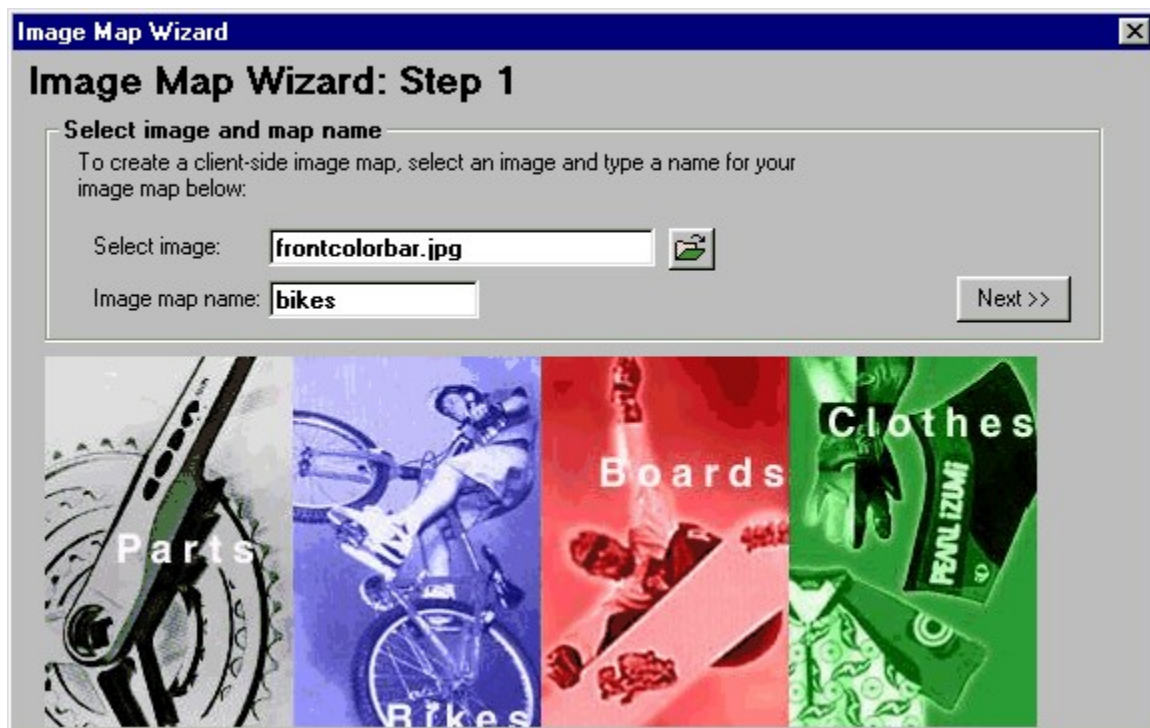 Image Map Wizard
Image Map Wizard: Step 1
Select image and map name
To create a client-side image map, select an image and type a name for your
image map below:
Select image: frontcolorbar.jpg
Image map name: bikes
Next >>
Parts
Bikes
Boards
Clothes
PEARL iZUMi